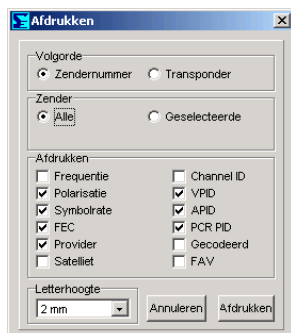 Afdrukken
Volgorde
Zendernummer Transponder
Zender
Alle Geselecteerde
Afdrukken
Frequentie Channel ID
Polarisatie VPID
Symbolrate APID
FEC PCR PID
Provider Gecodeerd
Satelliet FAV
Letterhoogte
2 mm Annuleren Afdrukken